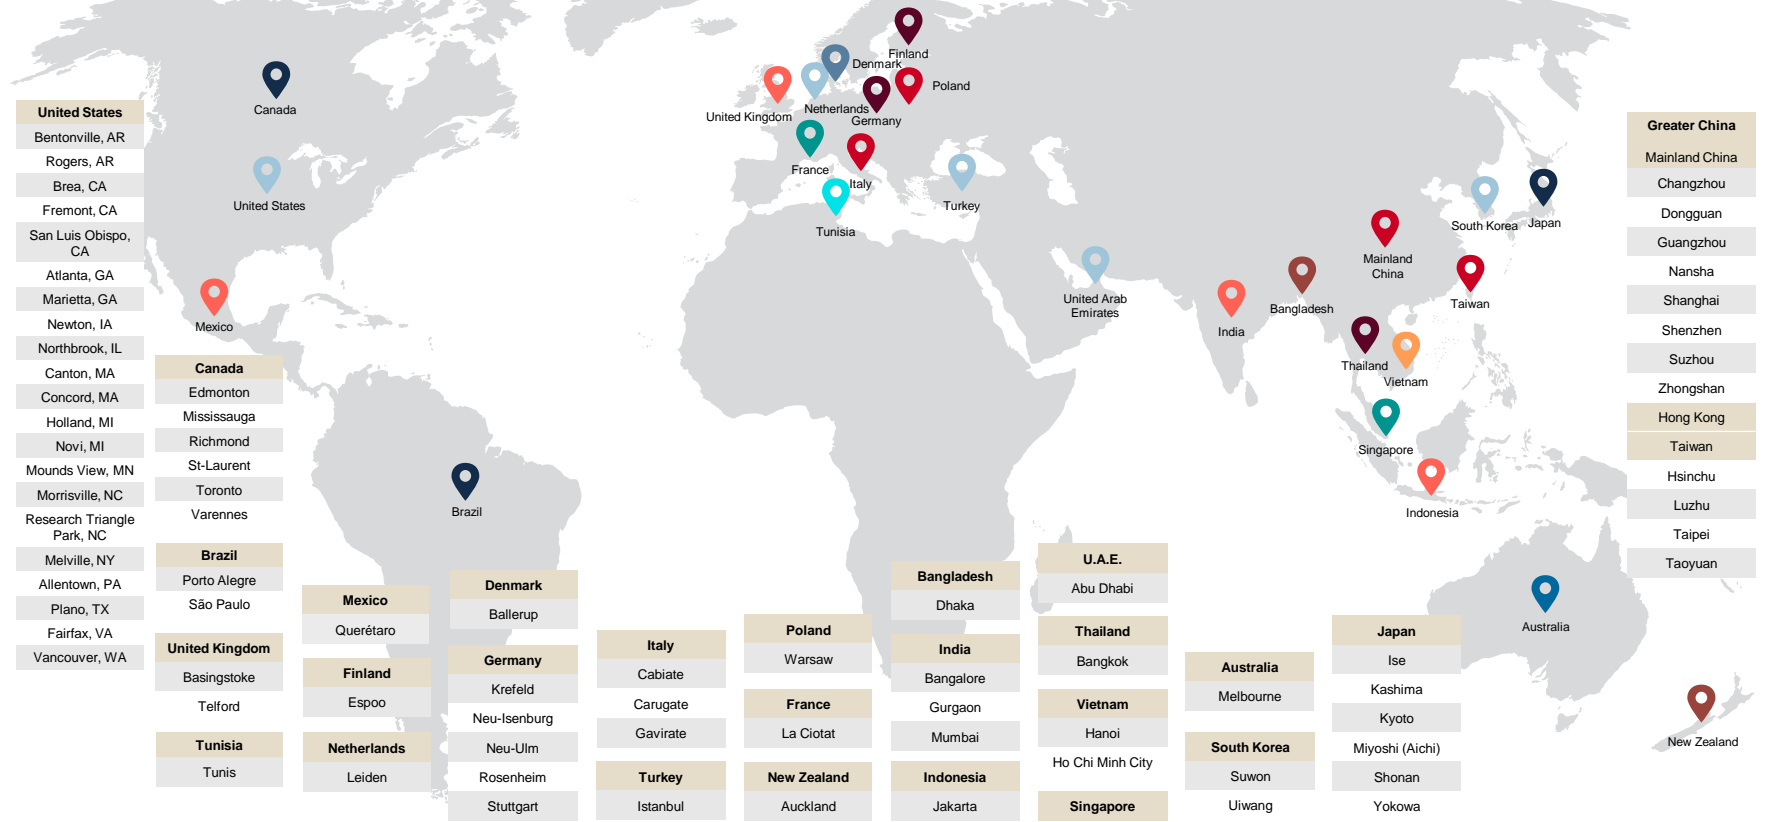 Finland
Denmark
Poland
Netherlands
United Kingdom
Germany
France
Italy
Tunisia
Turkey
Canada
United States
Mexico
Brazil
United Arab
Emirates
India
Bangladesh
Mainland
China
South Korea
Japan
Taiwan
Thailand
Vietnam
Singapore
Indonesia
Australia
New Zealand
United States
Bentonville, AR
Rogers, AR
Brea, CA
Fremont, CA
San Luis Obispo,
CA
Atlanta, GA
Marietta, GA
Newton, IA
Northbrook, IL
Canton, MA
Concord, MA
Holland, MI
Novi, MI
Mounds View, MN
Morrisville, NC
Research Triangle
Park, NC
Melville, NY
Allentown, PA
Plano, TX
Fairfax, VA
Vancouver, WA
Canada
Edmonton
Mississauga
Richmond
St-Laurent
Toronto
Varennes
Brazil
Porto Alegre
São Paulo
United Kingdom
Basingstoke
Telford
Tunisia
Tunis
Mexico
Querétaro
Finland
Espoo
Netherlands
Leiden
Denmark
Ballerup
Germany
Krefeld
Neu-Isenburg
Neu-Ulm
Rosenheim
Stuttgart
Italy
Cabiate
Carugate
Gavirate
Turkey
Istanbul
Poland
Warsaw
France
La Ciotat
New Zealand
Auckland
Bangladesh
Dhaka
India
Bangalore
Gurgaon
Mumbai
Indonesia
Jakarta
U.A.E.
Abu Dhabi
Thailand
Bangkok
Vietnam
Hanoi
Ho Chi Minh City
Singapore
Australia
Melbourne
South Korea
Suwon
Uiwang
Japan
Ise
Kashima
Kyoto
Miyoshi (Aichi)
Shonan
Yokowa
Greater China
Mainland China
Changzhou
Dongguan
Guangzhou
Nansha
Shanghai
Shenzhen
Suzhou
Zhongshan
Hong Kong
Taiwan
Hsinchu
Luzhu
Taipei
Taoyuan